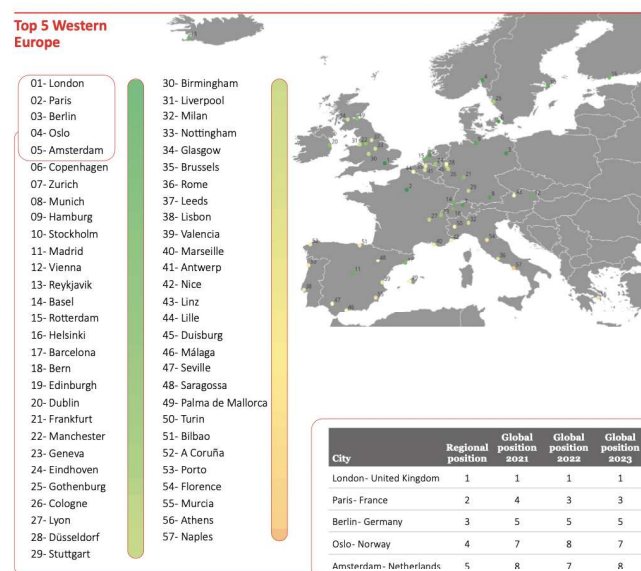 Top 5 Western
Europe
01- London
02- Paris
03- Berlin
04- Oslo
05- Amsterdam
06- Copenhagen
07- Zurich
08- Munich
09- Hamburg
10- Stockholm
11- Madrid
12- Vienna
13- Reykjavik
14- Basel
15- Rotterdam
16- Helsinki
17- Barcelona
18- Bern
19- Edinburgh
20- Dublin
21- Frankfurt
22- Manchester
23- Geneva
24- Eindhoven
25- Gothenburg
26- Cologne
27- Lyon
28- Düsseldorf
29- Stuttgart
30- Birmingham
31- Liverpool
32- Milan
33- Nottingham
34- Glasgow
35- Brussels
36- Rome
37- Leeds
38- Lisbon
39- Valencia
40- Marseille
41- Antwerp
42- Nice
43- Linz
44- Lille
45- Duisburg
46- Málaga
47- Seville
48- Saragossa
49- Palma de Mallorca
50- Turin
51- Bilbao
52- A Coruña
53- Porto
54- Florence
55- Murcia
56- Athens
57- Naples
City Regional position Global position 2021 Global position 2022 Global position 2023
London- United Kingdom 1 1 1 1
Paris- France 2 4 3 3
Berlin- Germany 3 5 5 5
Oslo- Norway 4 7 8 7
Amsterdam- Netherlands 5 8 7 8